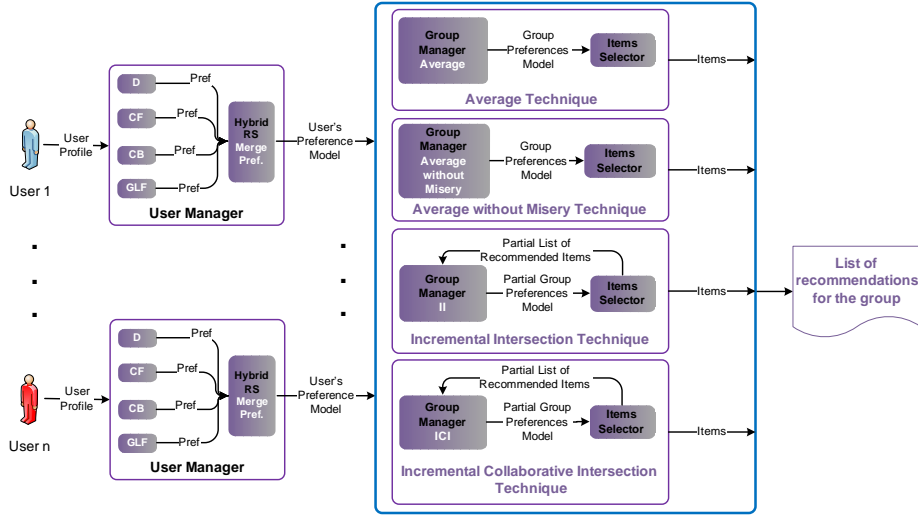 User 1
User
Profile
D
CF
CB
GLF
Pref
Pref
Pref
Pref
Hybrid
RS
Merge
Pref.
User Manager
User's
Preference
Model
User n
User
Profile
D
CF
CB
GLF
Pref
Pref
Pref
Pref
Hybrid
RS
Merge
Pref.
User Manager
User's
Preference
Model
Group
Manager
Average
Group
Preferences
Model
Items
Selector
Average Technique
Items
Group
Manager
Average
without
Misery
Group
Preferences
Model
Items
Selector
Average without Misery Technique
Items
Partial List of
Recommended Items
Group
Manager
II
Partial Group
Preferences
Model
Items
Selector
Incremental Intersection Technique
Items
Partial List of
Recommended Items
Group
Manager
ICI
Partial Group
Preferences
Model
Items
Selector
Incremental Collaborative Intersection
Technique
Items
List of
recommendations
for the group